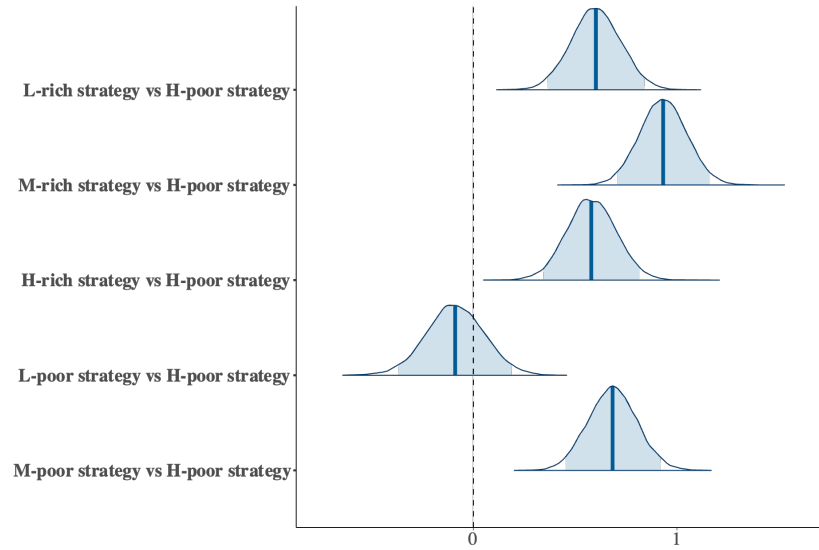 L-rich strategy vs H-poor strategy
M-rich strategy vs H-poor strategy
H-rich strategy vs H-poor strategy
L-poor strategy vs H-poor strategy
M-poor strategy vs H-poor strategy
0 1